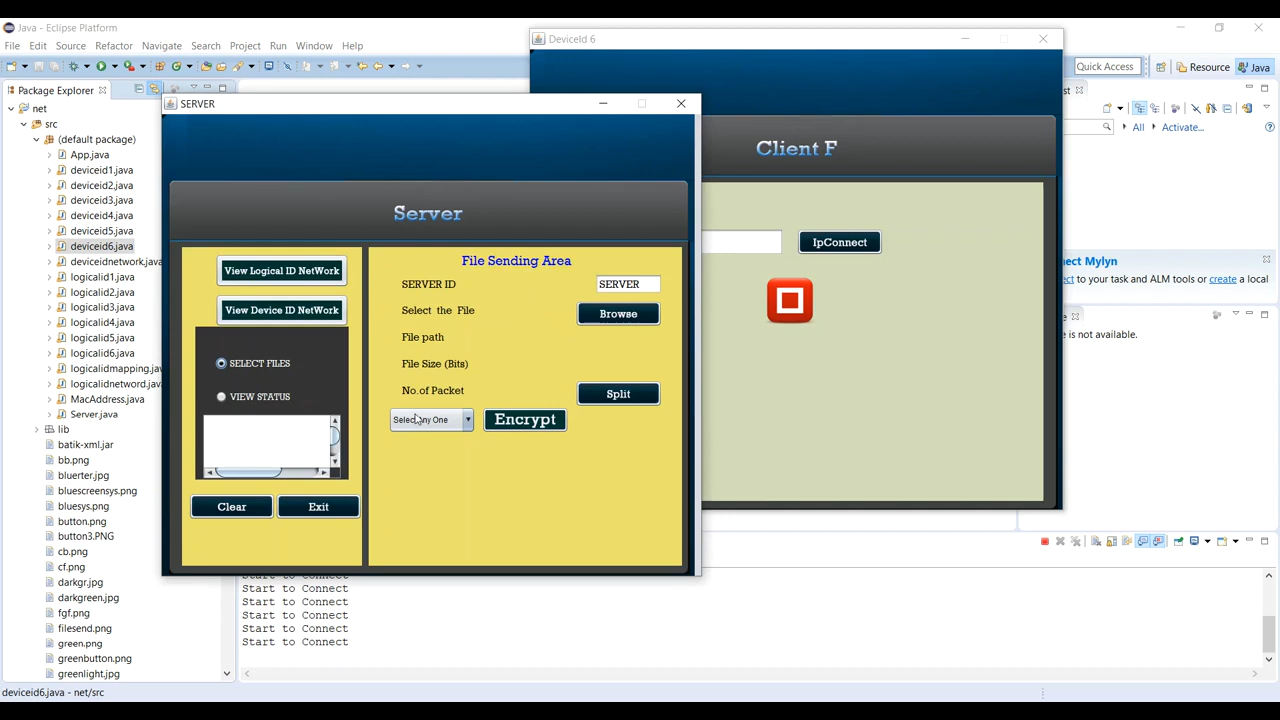 Java - Eclipse Platform
File Edit Source Refactor Navigate Search Project Run Window Help
Quick Access
Resource
Java
Package Explorer
net
src
(default package)
App.java
deviceid1.java
deviceid2.java
deviceid3.java
deviceid4.java
deviceid5.java
deviceid6.java
deviceidnetwork.java
logicalid1.java
logicalid2.java
logicalid3.java
logicalid4.java
logicalid5.java
logicalid6.java
logicalidmapping.java
logicalidnetword.java
MacAddress.java
Server.java
lib
batik-xml.jar
bb.png
bluerter.jpg
bluescreensys.png
bluesys.png
button.png
button3.PNG
cb.png
cf.png
darkgr.jpg
darkgreen.jpg
fgf.png
filesend.png
green.png
greenbutton.png
greenlight.jpg
deviceid6.java - net/src
SERVER
Server
View Logical ID NetWork
View Device ID NetWork
SELECT FILES
VIEW STATUS
Clear
Exit
File Sending Area
SERVER ID
SERVER
Select the File
Browse
File path
File Size (Bits)
No.of Packet
Split
Encrypt
DeviceId 6
Client F
IpConnect
All
Activate...
to your task and ALM tools or create a local
e is not available.
Start to Connect
Start to Connect
Start to Connect
Start to Connect
Start to Connect